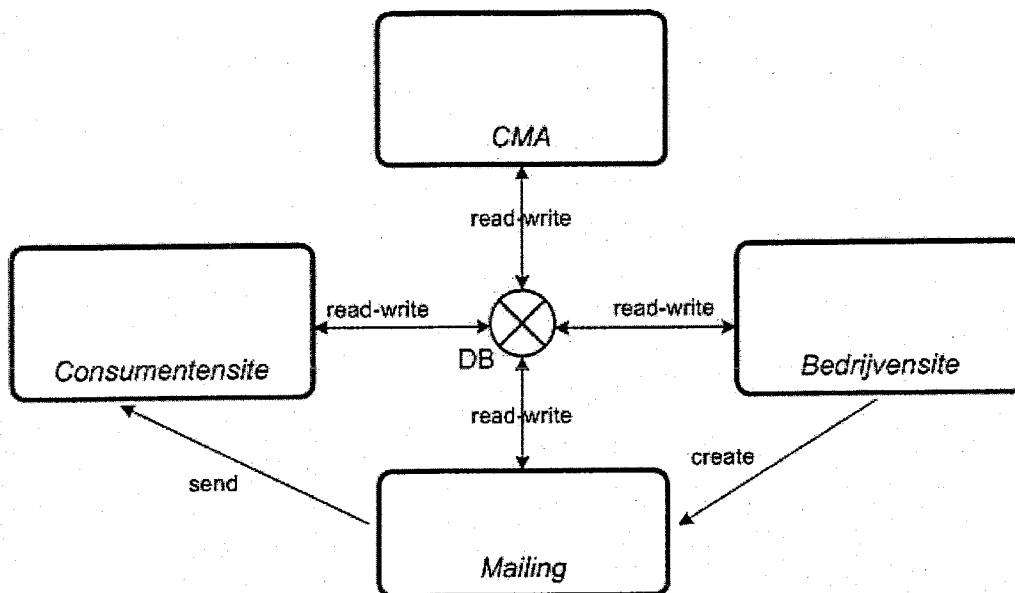 CMA
read-write
read-write
read-write
DB
Consumentensite
Bedrijvensite
read-write
create
send
Mailing